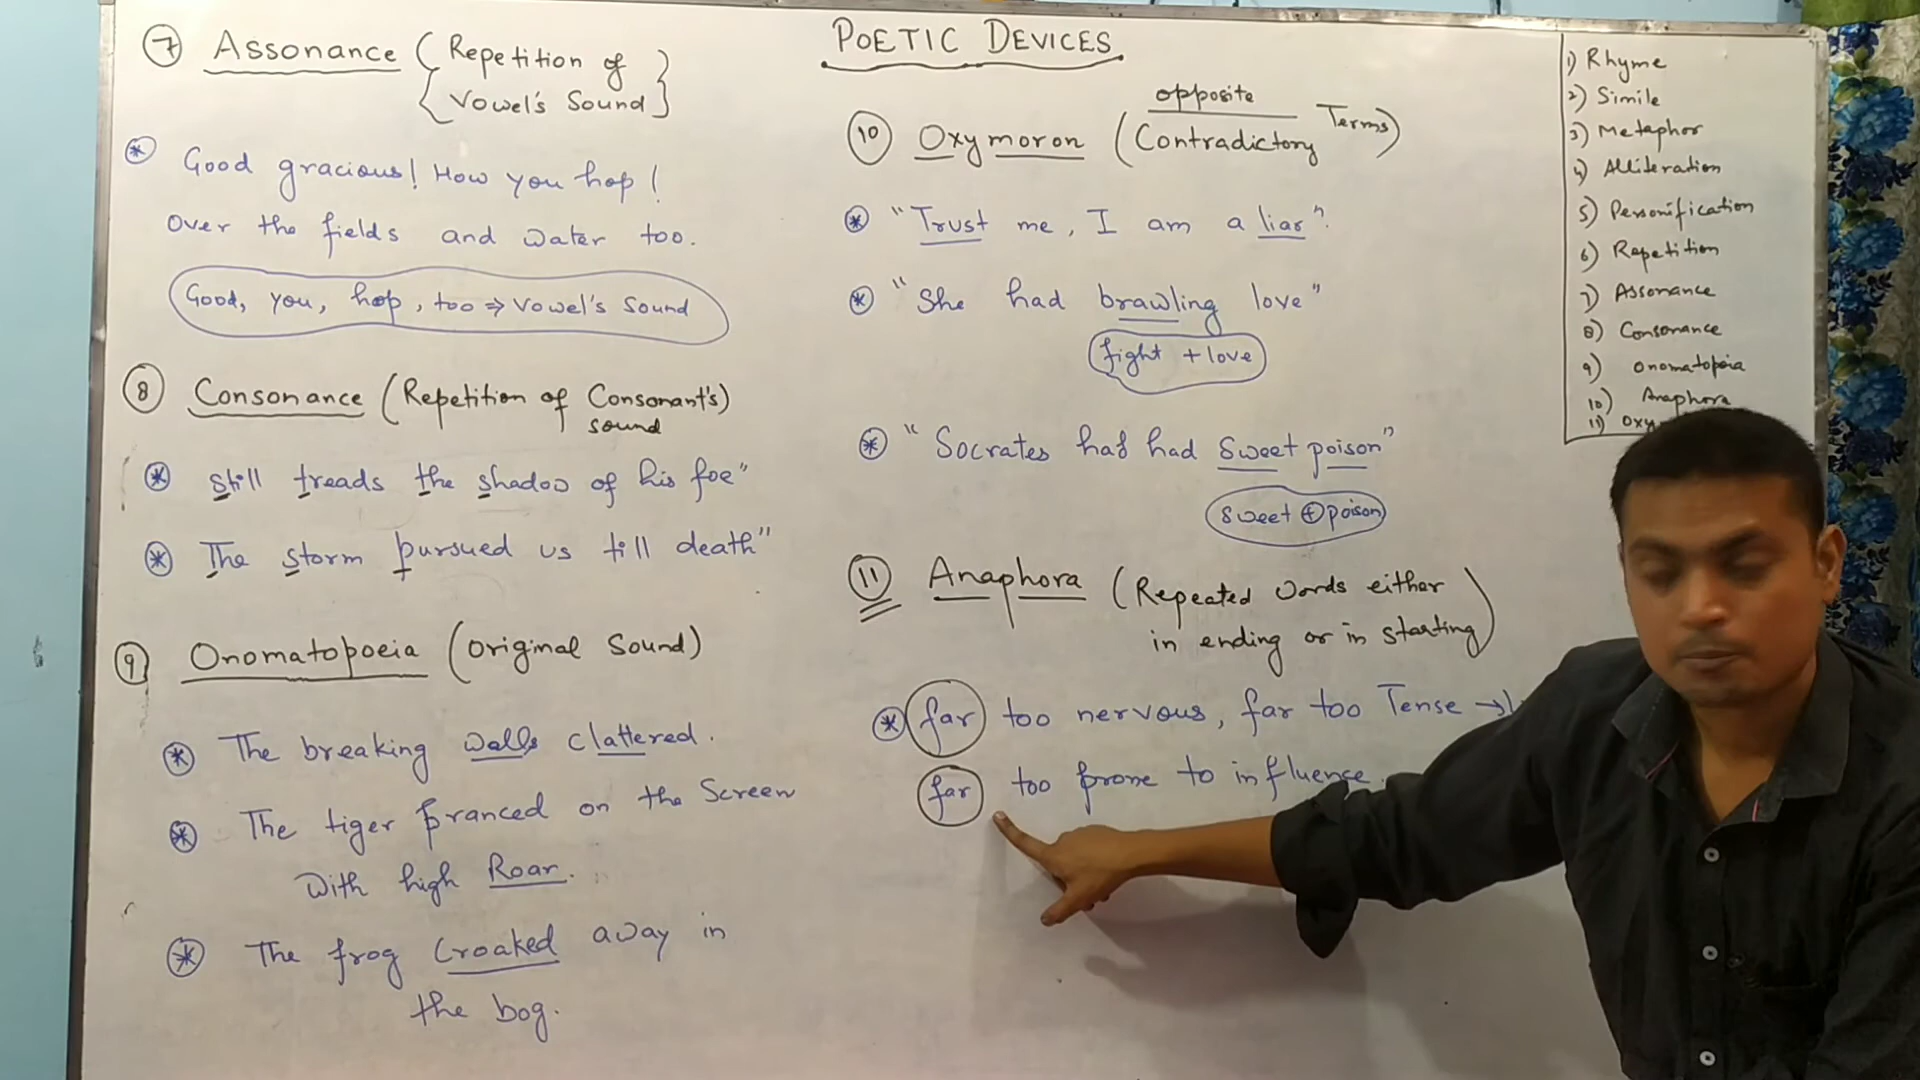 POETIC DEVICES
7 Assonance (Repetition of
Vowel's Sound}
* Good gracious! How you hop!
Over the fields and water too.
Good, you, hop, too ⇒ Vowel's Sound
8 Consonance (Repetition of Consonant's)
sound
* Still treads the shadow of his foe"
* The storm pursued us till death"
9 Onomatopoeia (Original Sound)
* The breaking walls clattered.
* The tiger pranced on the Screen
With high Roar.
* The frog Croaked away in
the bog.
opposite
10 Oxymoron (Contradictory Terms)
* "Trust me, I am a liar".
* "She had brawling love"
fight + love
* "Socrates had had Sweet poison"
Sweet + poison
11 Anaphora (Repeated words either
in ending or in starting)
* far too nervous, far too Tense →
far too prone to influence.
1) Rhyme
2) Simile
3) Metaphor
4) Alliteration
5) Personification
6) Repetition
7) Assonance
8) Consonance
9) Onomatopoia
10) Anaphora
11) Oxy